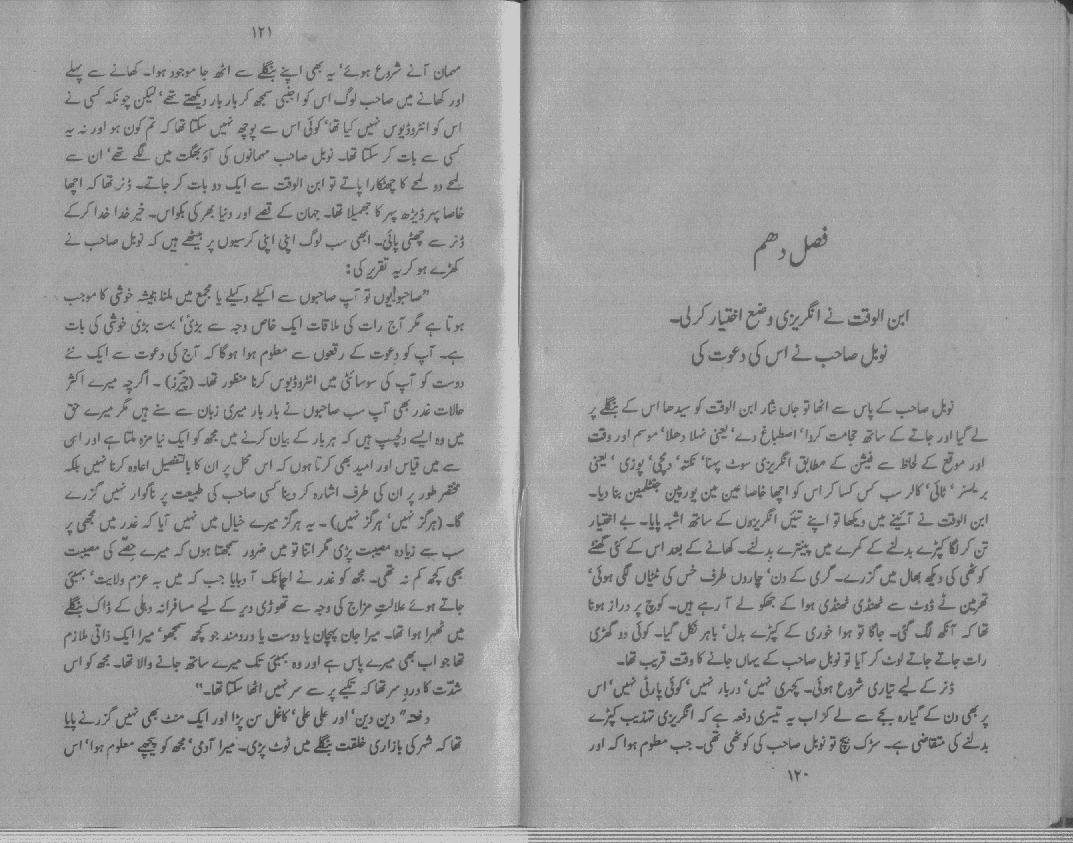 فصل دھم
ابن الوقت نے انگریزی وضع اختیار کر لی۔
نوبل صاحب نے اس کی دعوت کی
نوبل صاحب کے پاس سے اٹھا تو جاں نثار ابن الوقت کو سیدھا اس کے بنگلے پر
لے گیا اور جاتے کے ساتھ حجامت کروا، اصطباغ دے، یعنی نہلا دھلا، موسم اور وقت
اور موقع کے لحاظ سے فیشن کے مطابق انگریزی سوٹ پہنا، تکتہ، دلچی، پوزی، یعنی
بریسز، ٹائی، کالر سب کس کسا کر اس کو اچھا خاصا عین مین یورپین جنٹلمین بنا دیا۔
ابن الوقت نے آئینے میں دیکھا تو اپنے تئیں انگریزوں کے ساتھ اشبہ پایا۔ بے اختیار
تن کر لگا کپڑے بدلنے کے کمرے میں پینترے بدلنے۔ کھانے کے بعد اس کے کئی گھنٹے
کوٹھی کی دیکھ بھال میں گزرے۔ گرمی کے دن، چاروں طرف خس کی ٹٹیاں لگی ہوئی،
تھرمین ٹے ڈوٹ سے ٹھنڈی ٹھنڈی ہوا کے جھکولے آ رہے ہیں۔ کوچ پر دراز ہونا
تھا کہ آنکھ لگ گئی۔ جاگا تو ہوا خوری کے کپڑے بدل، باہر نکل گیا۔ کوئی دو گھڑی
رات جاتے جاتے لوٹ کر آیا تو نوبل صاحب کے یہاں جانے کا وقت قریب تھا۔
ڈنر کے لیے تیاری شروع ہوئی۔ کچہری نہیں، دربار نہیں، کوئی پارٹی نہیں، اس
پر بھی دن کے گیارہ بجے سے لے کر اب یہ تیسری دفعہ ہے کہ انگریزی تہذیب کپڑے
بدلنے کی متقاضی ہے۔ سڑک بیچ تو نوبل صاحب کی کوٹھی تھی۔ جب معلوم ہوا کہ اور
۱۲۰
۱۲۱
مہمان آنے شروع ہوئے، یہ بھی اپنے بنگلے سے اٹھ جا موجود ہوا۔ کھانے سے پہلے
اور کھانے میں صاحب لوگ اس کو اجنبی سمجھ کر بار بار دیکھتے تھے، لیکن چونکہ کسی نے
اس کو انٹروڈیوس نہیں کیا تھا، کوئی اس سے پوچھ نہیں سکتا تھا کہ تم کون ہو اور نہ یہ
کسی سے بات کر سکتا تھا۔ نوبل صاحب مہمانوں کی آؤ بھگت میں لگے تھے، ان سے
لمحے دو لمحے کا چھٹکارا پاتے تو ابن الوقت سے ایک دو بات کر جاتے۔ ڈنر تھا کہ اچھا
خاصا پہر ڈیڑھ پہر کا جھمیلا تھا۔ جہان کے قصے اور دنیا بھر کی بکواس۔ خیر خدا خدا کرکے
ڈنر سے چھٹی پائی۔ ابھی سب لوگ اپنی اپنی کرسیوں پر بیٹھے ہیں کہ نوبل صاحب نے
کھڑے ہو کر یہ تقریر کی:
"صاحبو! یوں تو آپ صاحبوں سے اکیلے دکیلے یا مجمع میں ملنا ہمیشہ خوشی کا موجب
ہوتا ہے مگر آج رات کی ملاقات ایک خاص وجہ سے بڑی، بہت بڑی خوشی کی بات
ہے۔ آپ کو دعوت کے رقعوں سے معلوم ہوا ہوگا کہ آج کی دعوت سے ایک نئے
دوست کو آپ کی سوسائٹی میں انٹروڈیوس کرنا منظور تھا۔ (چیرز)۔ اگرچہ میرے اکثر
حالات غدر بھی آپ سب صاحبوں نے بار بار میری زبان سے سنے ہیں مگر میرے حق
میں وہ ایسے دلچسپ ہیں کہ ہر بار کے بیان کرنے میں مجھ کو ایک نیا مزہ ملتا ہے اور اسی
سے میں قیاس اور امید بھی کرتا ہوں کہ اس محل پر ان کا بالتفصیل اعادہ کرنا نہیں بلکہ
مختصر طور پر ان کی طرف اشارہ کر دینا کسی صاحب کی طبیعت پر ناگوار نہیں گزرے
گا۔ (ہرگز نہیں، ہرگز نہیں)۔ یہ ہرگز میرے خیال میں نہیں آیا کہ غدر میں مجھی پر
سب سے زیادہ مصیبت پڑی مگر اتنا تو میں ضرور سمجھتا ہوں کہ میرے حصے کی مصیبت
بھی کچھ کم نہ تھی۔ مجھ کو غدر نے اچانک آ دبایا جب کہ میں بہ عزم ولایت، بمبئی
جاتے ہوئے علالتِ مزاج کی وجہ سے تھوڑی دیر کے لیے مسافرانہ دہلی کے ڈاک بنگلے
میں ٹھہرا ہوا تھا۔ میرا جان پہچان یا دوست یا دردمند جو کچھ سمجھو، میرا ایک ذاتی ملازم
تھا جو اب بھی میرے پاس ہے اور وہ بمبئی تک میرے ساتھ جانے والا تھا۔ مجھ کو اس
شدّت کا دردِ سر تھا کہ تکیے پر سے سر نہیں اٹھا سکتا تھا۔"
دفعتہً "دین دین، اور علی علی، کا غل سن پڑا اور ایک منٹ بھی نہیں گزرنے پایا
تھا کہ شہر کی بازاری خلقت بنگلے میں ٹوٹ پڑی۔ میرا آدمی، مجھ کو پیچھے معلوم ہوا، اس